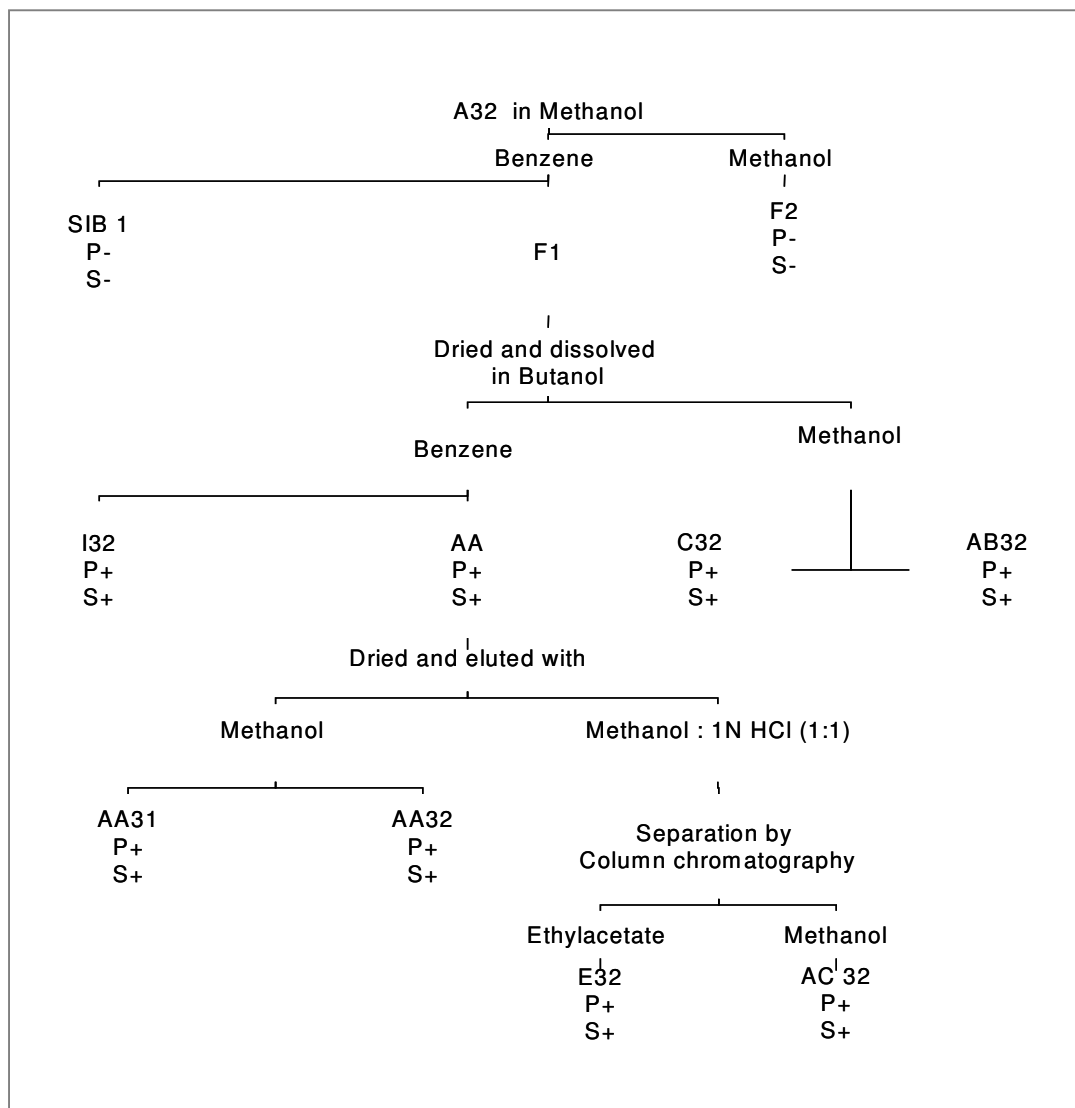 A32 in Methanol
Benzene
Methanol
SIB 1
P-
S-
F1
F2
P-
S-
Dried and dissolved
in Butanol
Benzene
Methanol
I32
P+
S+
AA
P+
S+
C32
P+
S+
AB32
P+
S+
Dried and eluted with
Methanol
Methanol : 1N HCl (1:1)
AA31
P+
S+
AA32
P+
S+
Separation by
Column chromatography
Ethylacetate
Methanol
E32
P+
S+
AC 32
P+
S+